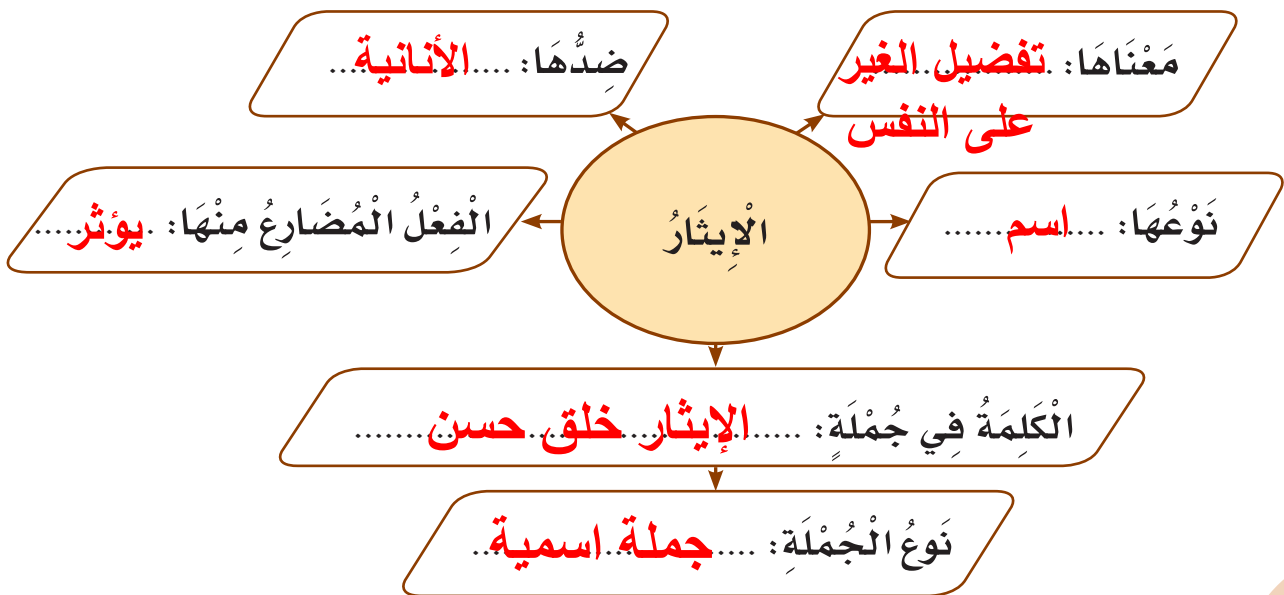 مَعْنَاهَا: تفضيل الغير
على النفس
ضِدُّهَا: ......الأنانية...
نَوْعُهَا: ......اسم......
الْإِيثَارُ
الْفِعْلُ الْمُضَارِعُ مِنْهَا: ...يؤثر...
الْكَلِمَةُ فِي جُمْلَةٍ: ......الإيثار خلق حسن......
نَوعُ الْجُمْلَةِ: ......جملة اسمية...